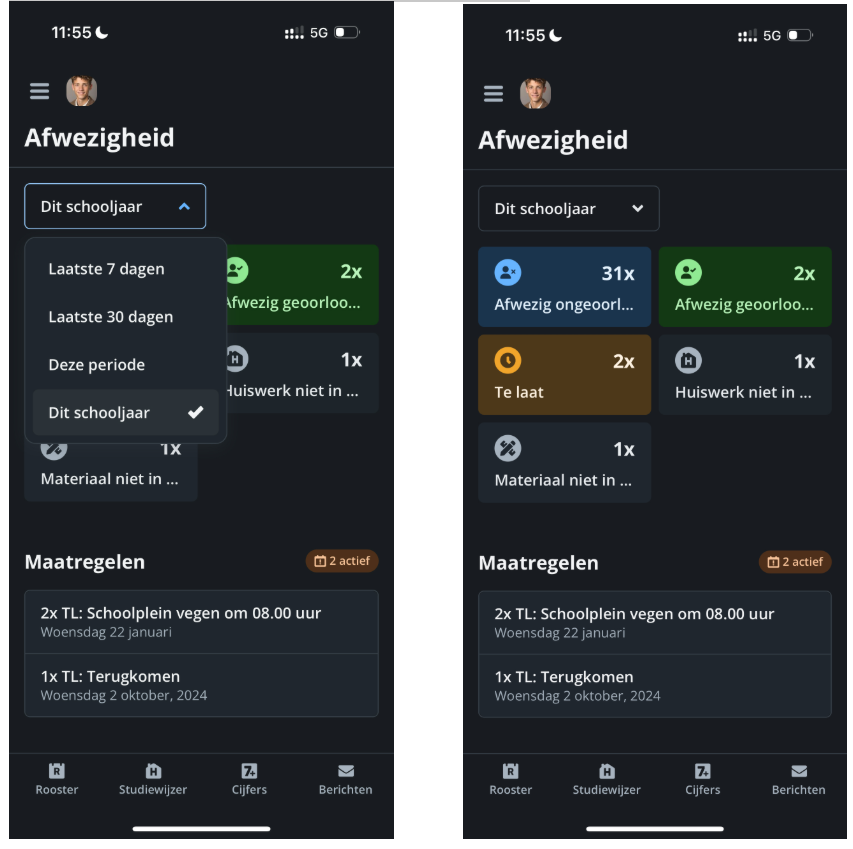 11:55
5G
Afwezigheid
Dit schooljaar
Laatste 7 dagen
Laatste 30 dagen
Deze periode
Dit schooljaar
2x
Afwezig geoorloo...
H
1x
Huiswerk niet in ...
1x
Materiaal niet in ...
Maatregelen
2 actief
2x TL: Schoolplein vegen om 08.00 uur
Woensdag 22 januari
1x TL: Terugkomen
Woensdag 2 oktober, 2024
R
H
7+
Rooster
Studiewijzer
Cijfers
Berichten
11:55
5G
Afwezigheid
Dit schooljaar
31x
Afwezig ongeoorl...
2x
Afwezig geoorloo...
2x
Te laat
H
1x
Huiswerk niet in ...
1x
Materiaal niet in ...
Maatregelen
2 actief
2x TL: Schoolplein vegen om 08.00 uur
Woensdag 22 januari
1x TL: Terugkomen
Woensdag 2 oktober, 2024
R
H
7+
Rooster
Studiewijzer
Cijfers
Berichten